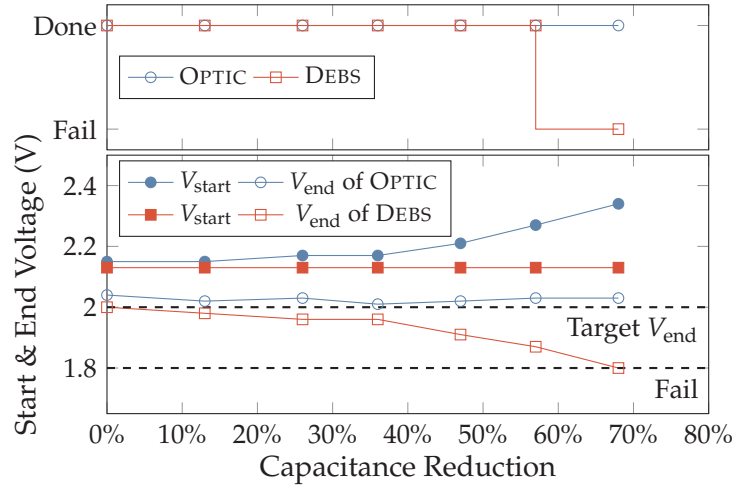 Done
OPTIC DEBS
Fail
Start & End Voltage (V)
Vstart Vend of OPTIC
Vstart Vend of DEBS
2.4
2.2
2
Target Vend
1.8
Fail
0% 10% 20% 30% 40% 50% 60% 70% 80%
Capacitance Reduction